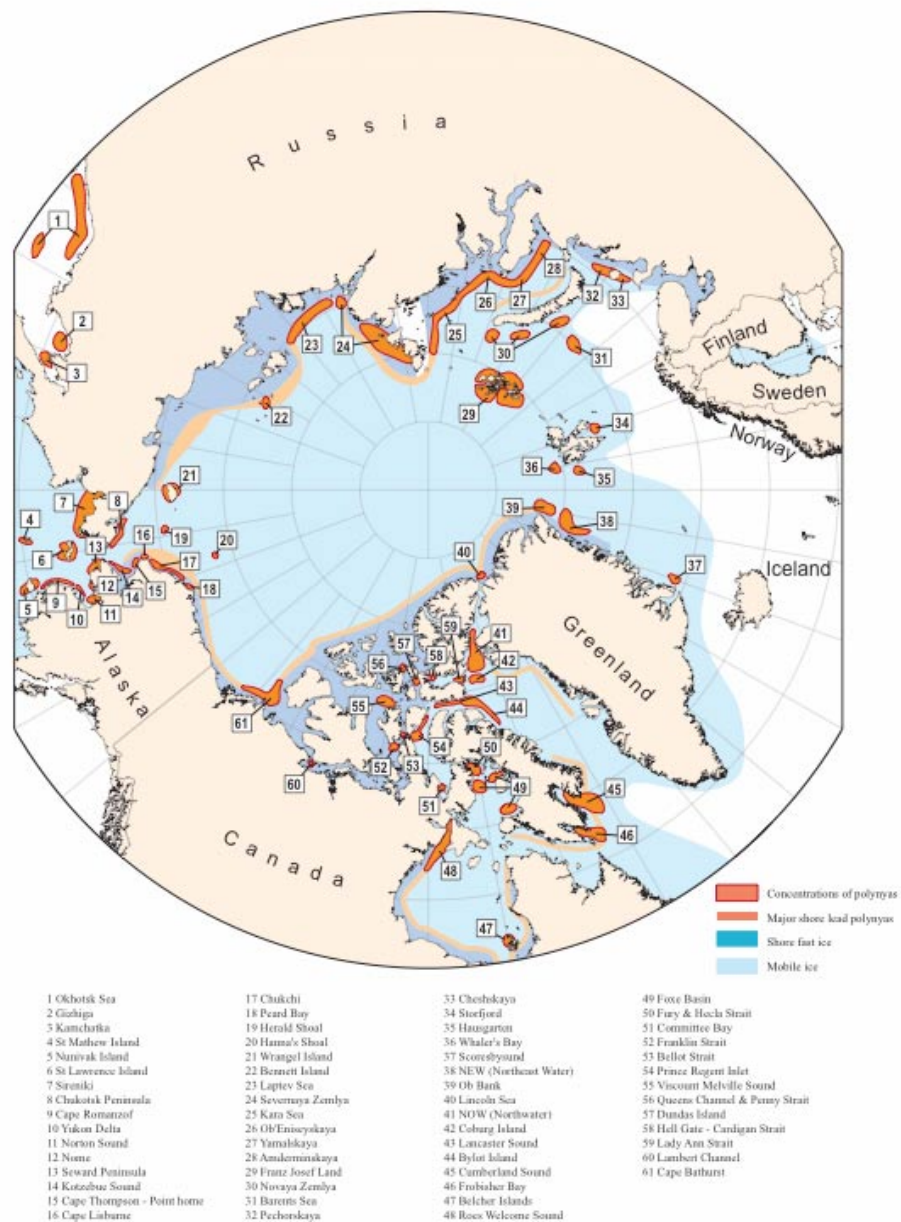 Russia
1
2
3
4
5
6
7
8
9
10
11
12
13
14
15
16
17
18
19
20
21
22
23
24
25
26
27
28
29
30
31
32
33
34
35
36
37
38
39
37
40
41
42
43
44
45
46
47
48
49
50
51
52
53
54
55
56
57
58
59
60
61
Finland
Sweden
Norway
Iceland
Greenland
Alaska
Canada
Concentrations of polynyas
Major shore lead polynyas
Shore fast ice
Mobile ice
1 Okhotsk Sea
2 Gizhiga
3 Kamchatka
4 St Mathew Island
5 Nunivak Island
6 St Lawrence Island
7 Sireniki
8 Chukotsk Peninsula
9 Cape Romanzof
10 Yukon Delta
11 Norton Sound
12 Nome
13 Seward Peninsula
14 Kotzebue Sound
15 Cape Thompson - Point home
16 Cape Lisburne
17 Chukchi
18 Peard Bay
19 Herald Shoal
20 Hanna's Shoal
21 Wrangel Island
22 Bennett Island
23 Laptev Sea
24 Severnaya Zemlya
25 Kara Sea
26 Ob'Eniseyskaya
27 Yamalskaya
28 Amderminskaya
29 Franz Josef Land
30 Novaya Zemlya
31 Barents Sea
32 Pechorskaya
33 Cheshskaya
34 Storfjord
35 Hausgarten
36 Whaler's Bay
37 Scoresbysund
38 NEW (Northeast Water)
39 Ob Bank
40 Lincoln Sea
41 NOW (Northwater)
42 Coburg Island
43 Lancaster Sound
44 Bylot Island
45 Cumberland Sound
46 Frobisher Bay
47 Belcher Islands
48 Roes Welcome Sound
49 Foxe Basin
50 Fury & Hecla Strait
51 Committee Bay
52 Franklin Strait
53 Bellot Strait
54 Prince Regent Inlet
55 Viscount Melville Sound
56 Queens Channel & Penny Strait
57 Dundas Island
58 Hell Gate - Cardigan Strait
59 Lady Ann Strait
60 Lambert Channel
61 Cape Bathurst